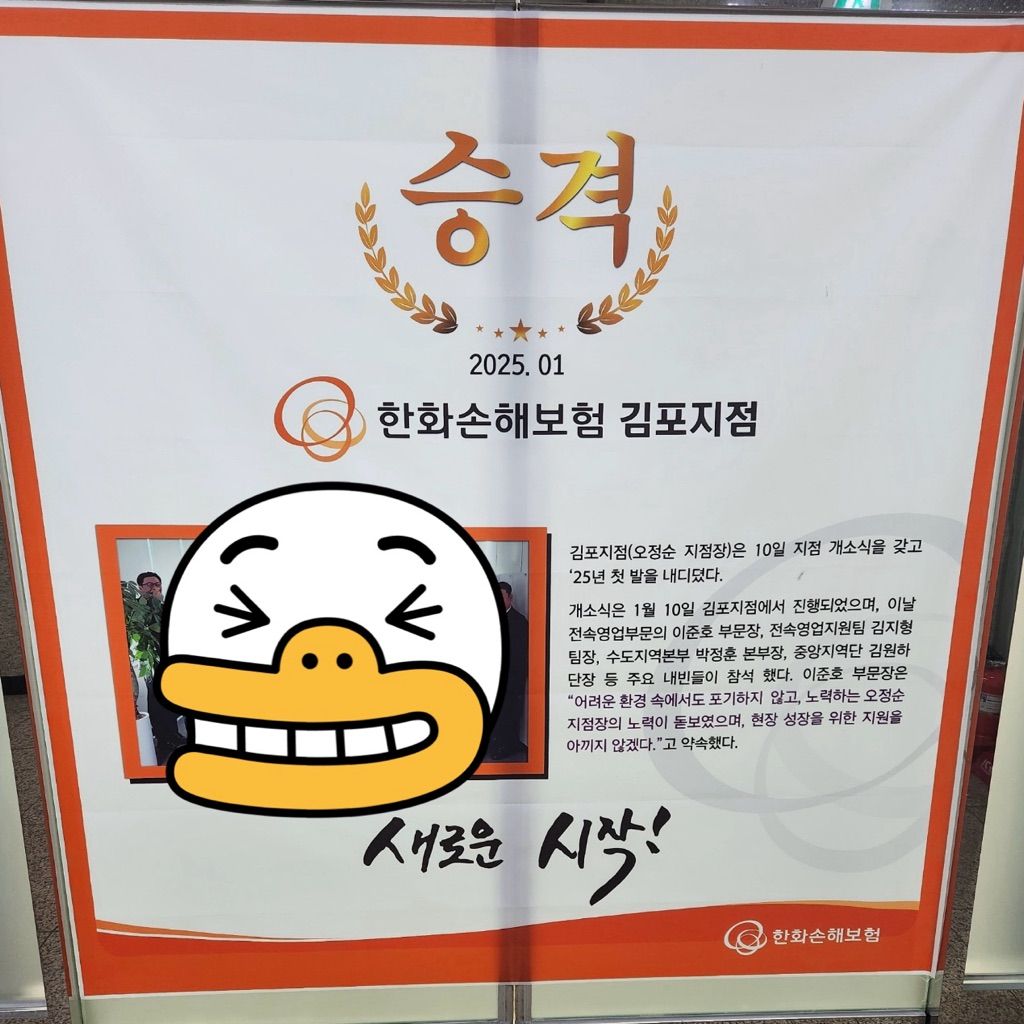 승격
2025. 01
한화손해보험 김포지점
김포지점(오정순 지점장)은 10일 지점 개소식을 갖고
‘25년 첫 발을 내디뎠다.
개소식은 1월 10일 김포지점에서 진행되었으며, 이날
전속영업부문의 이준호 부문장, 전속영업지원팀 김지형
팀장, 수도지역본부 박정훈 본부장, 중앙지역단 김원하
단장 등 주요 내빈들이 참석 했다. 이준호 부문장은
“어려운 환경 속에서도 포기하지 않고, 노력하는 오정순
지점장의 노력이 돋보였으며, 현장 성장을 위한 지원을
아끼지 않겠다.”고 약속했다.
새로운 시작!
한화손해보험